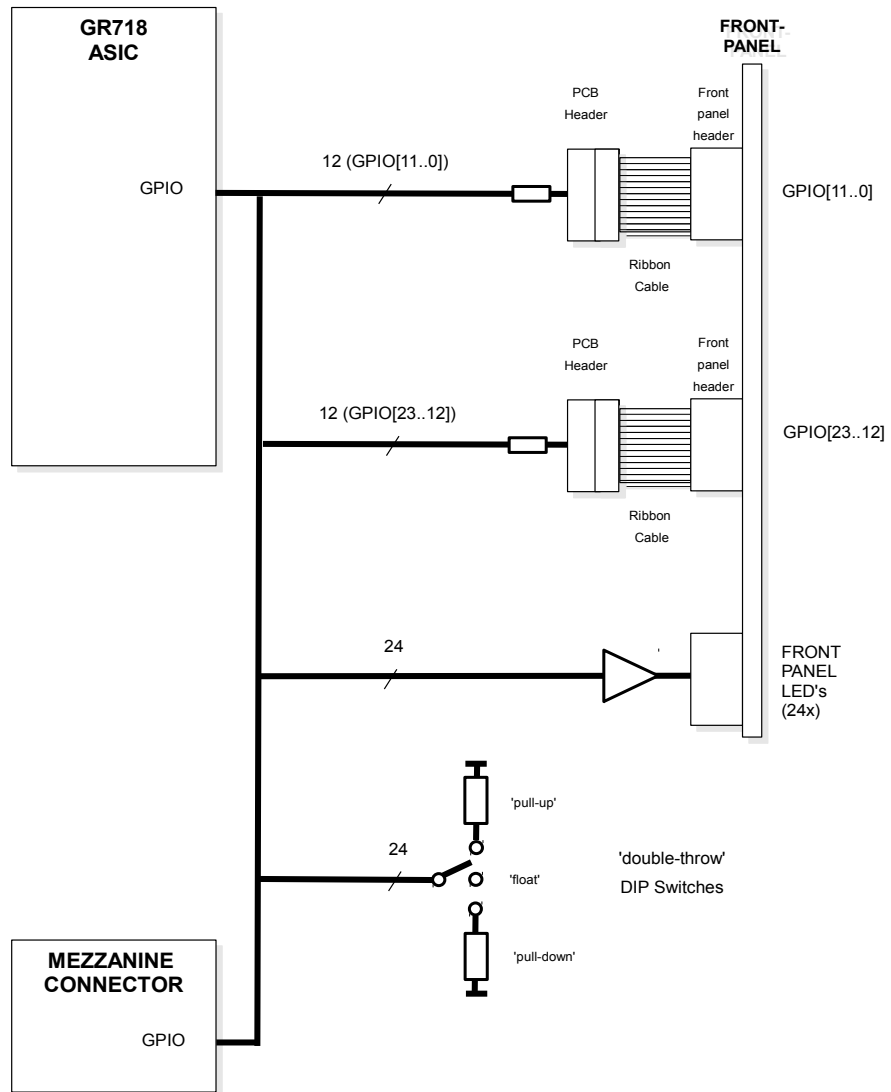 GR718
ASIC
FRONT-
PANEL
PCB
Header
Front
panel
header
12 (GPIO[11..0])
GPIO
GPIO[11..0]
Ribbon
Cable
PCB
Header
Front
panel
header
12 (GPIO[23..12])
GPIO[23..12]
Ribbon
Cable
24
FRONT
PANEL
LED's
(24x)
'pull-up'
24
'float'
'double-throw'
DIP Switches
'pull-down'
MEZZANINE
CONNECTOR
GPIO